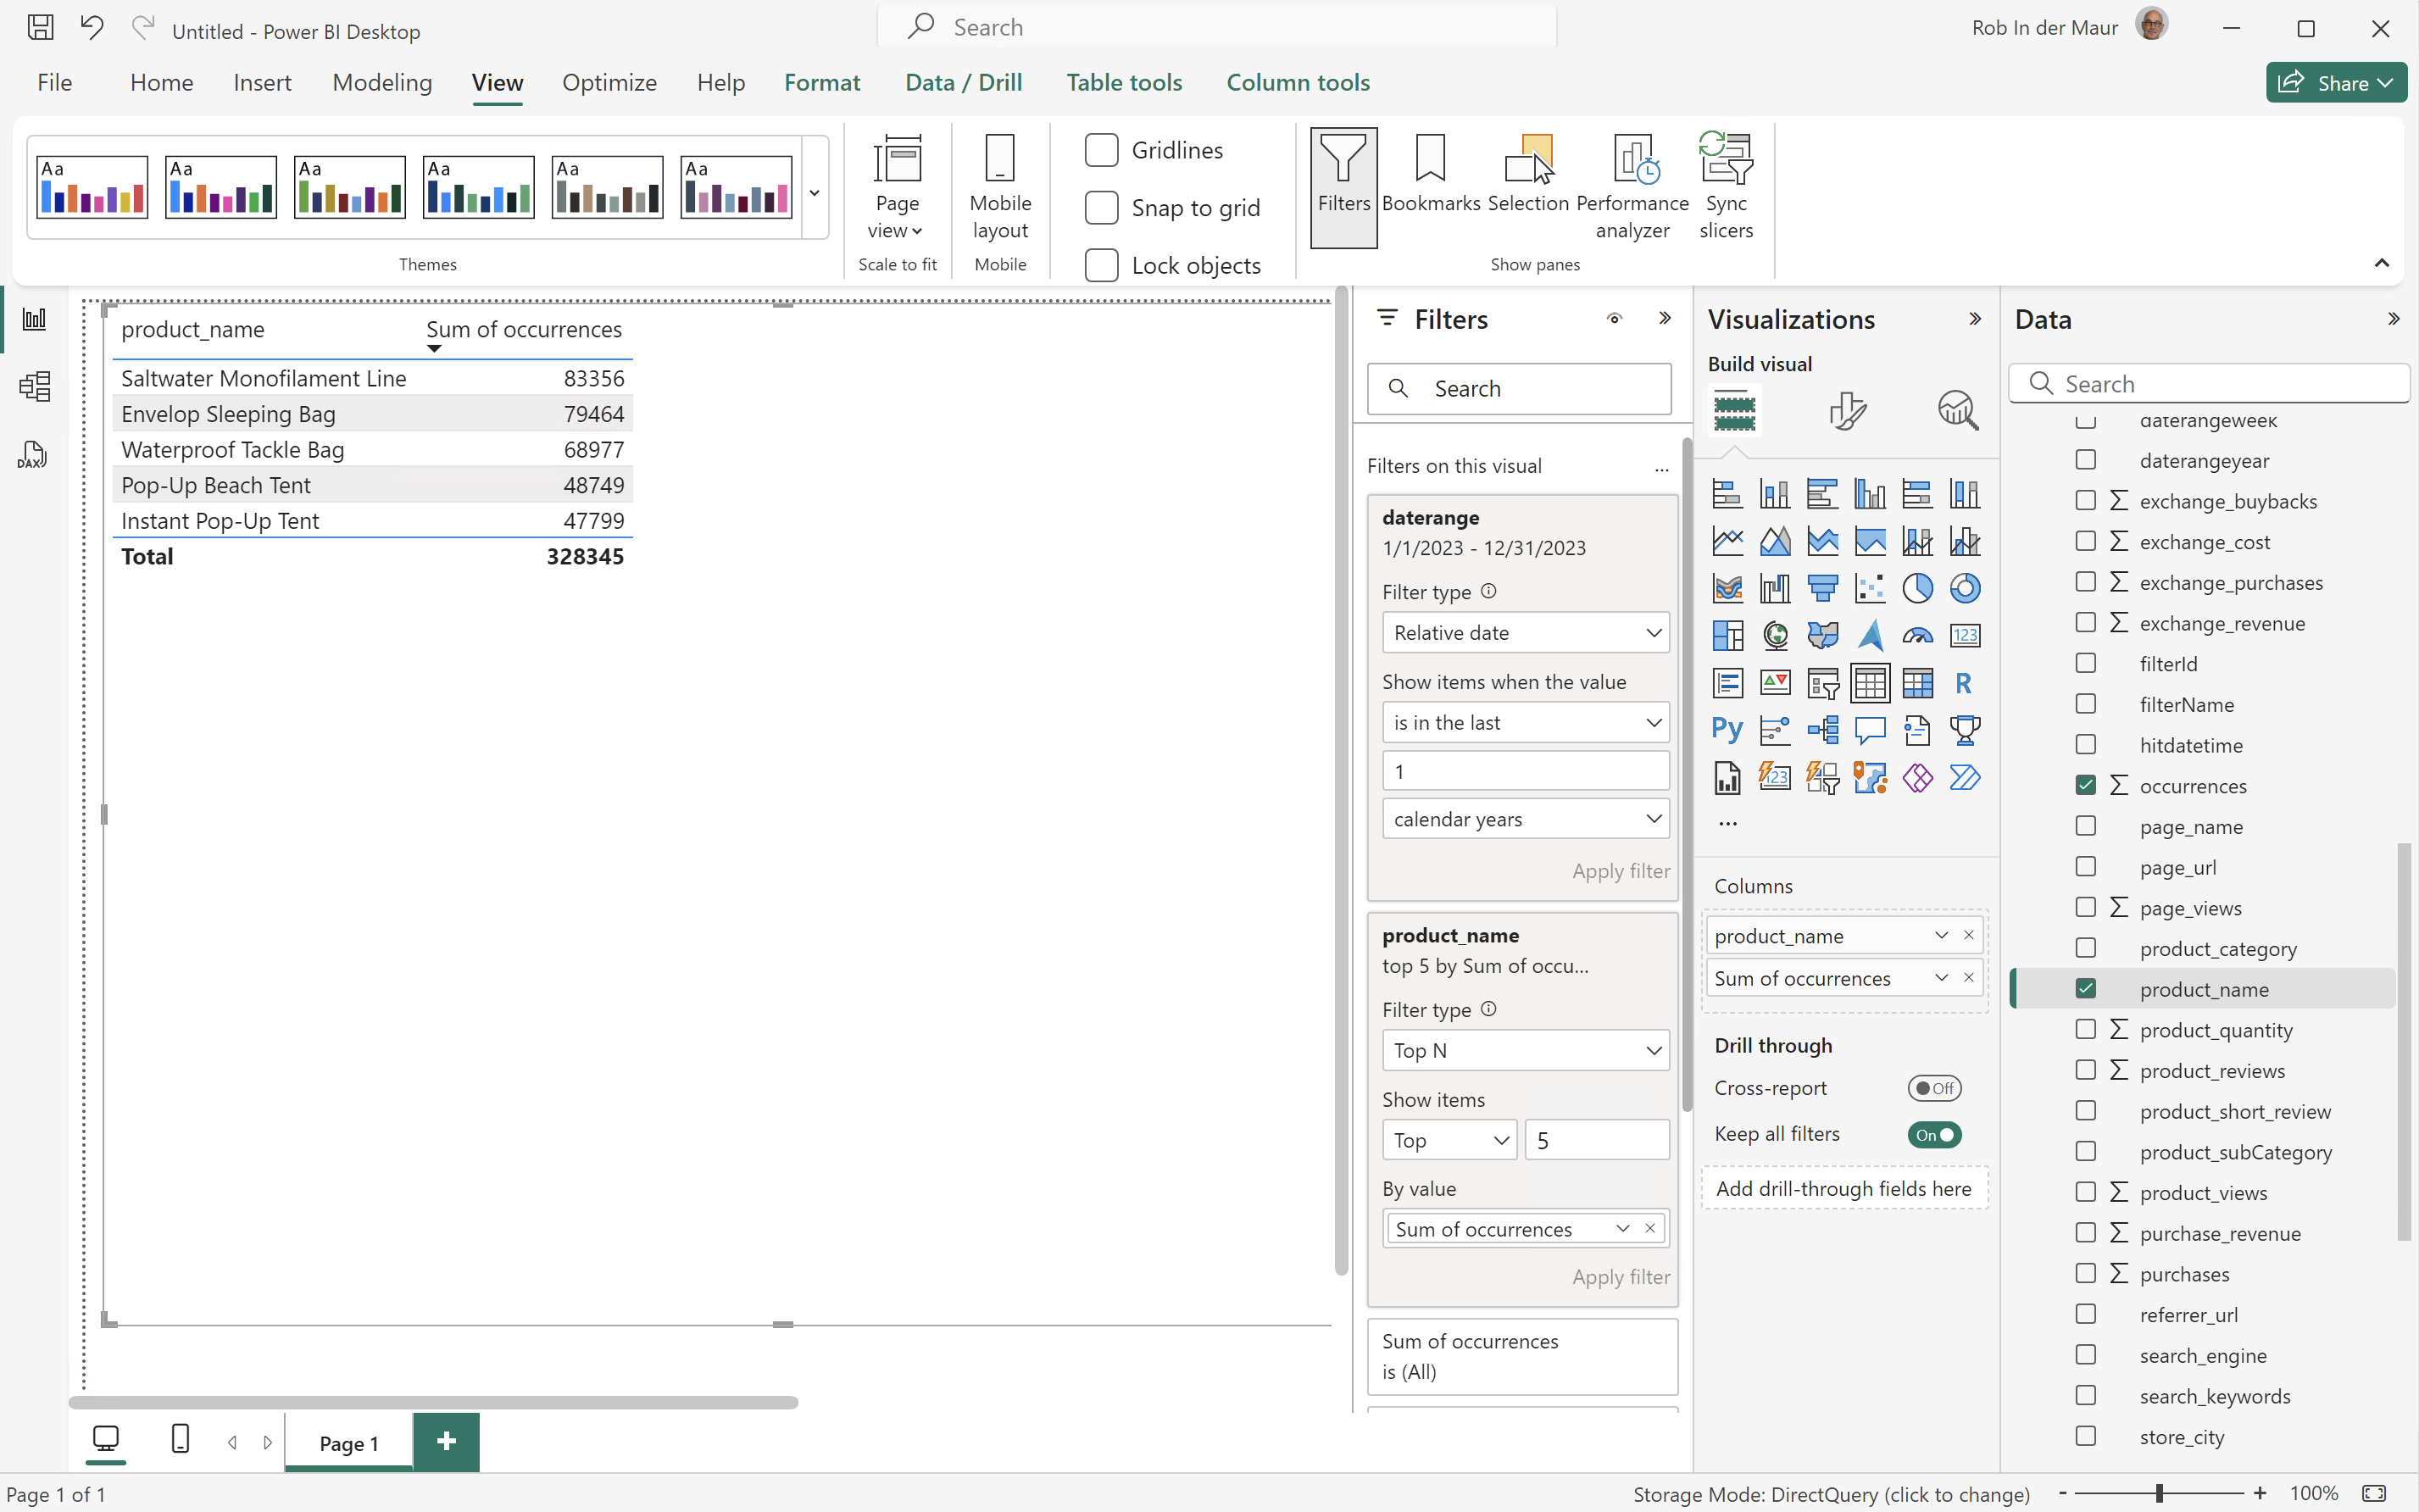 Untitled - Power BI Desktop
Search
Rob In der Maur
File
Home
Insert
Modeling
View
Optimize
Help
Format
Data / Drill
Table tools
Column tools
Share
Aa
Aa
Aa
Aa
Aa
Aa
Themes
Page
view
Scale to fit
Mobile
layout
Mobile
Gridlines
Snap to grid
Lock objects
Filters
Bookmarks
Selection
Performance
analyzer
Sync
slicers
Show panes
DAX
product_name Sum of occurrences
Saltwater Monofilament Line 83356
Envelop Sleeping Bag 79464
Waterproof Tackle Bag 68977
Pop-Up Beach Tent 48749
Instant Pop-Up Tent 47799
Total 328345
Filters
Search
Filters on this visual
...
daterange
1/1/2023 - 12/31/2023
Filter type
Relative date
Show items when the value
is in the last
1
calendar years
Apply filter
product_name
top 5 by Sum of occu...
Filter type
Top N
Show items
Top
5
By value
Sum of occurrences
Apply filter
Sum of occurrences
is (All)
Visualizations
Build visual
123
R
Py
123
...
Columns
product_name
Sum of occurrences
Drill through
Cross-report
Off
Keep all filters
On
Add drill-through fields here
Data
Search
daterangeweek
daterangeyear
Σ exchange_buybacks
Σ exchange_cost
Σ exchange_purchases
Σ exchange_revenue
filterId
filterName
hitdatetime
Σ occurrences
page_name
page_url
Σ page_views
product_category
product_name
Σ product_quantity
Σ product_reviews
product_short_review
product_subCategory
Σ product_views
Σ purchase_revenue
Σ purchases
referrer_url
search_engine
search_keywords
store_city
Page 1
+
Page 1 of 1
Storage Mode: DirectQuery (click to change)
-
+
100%